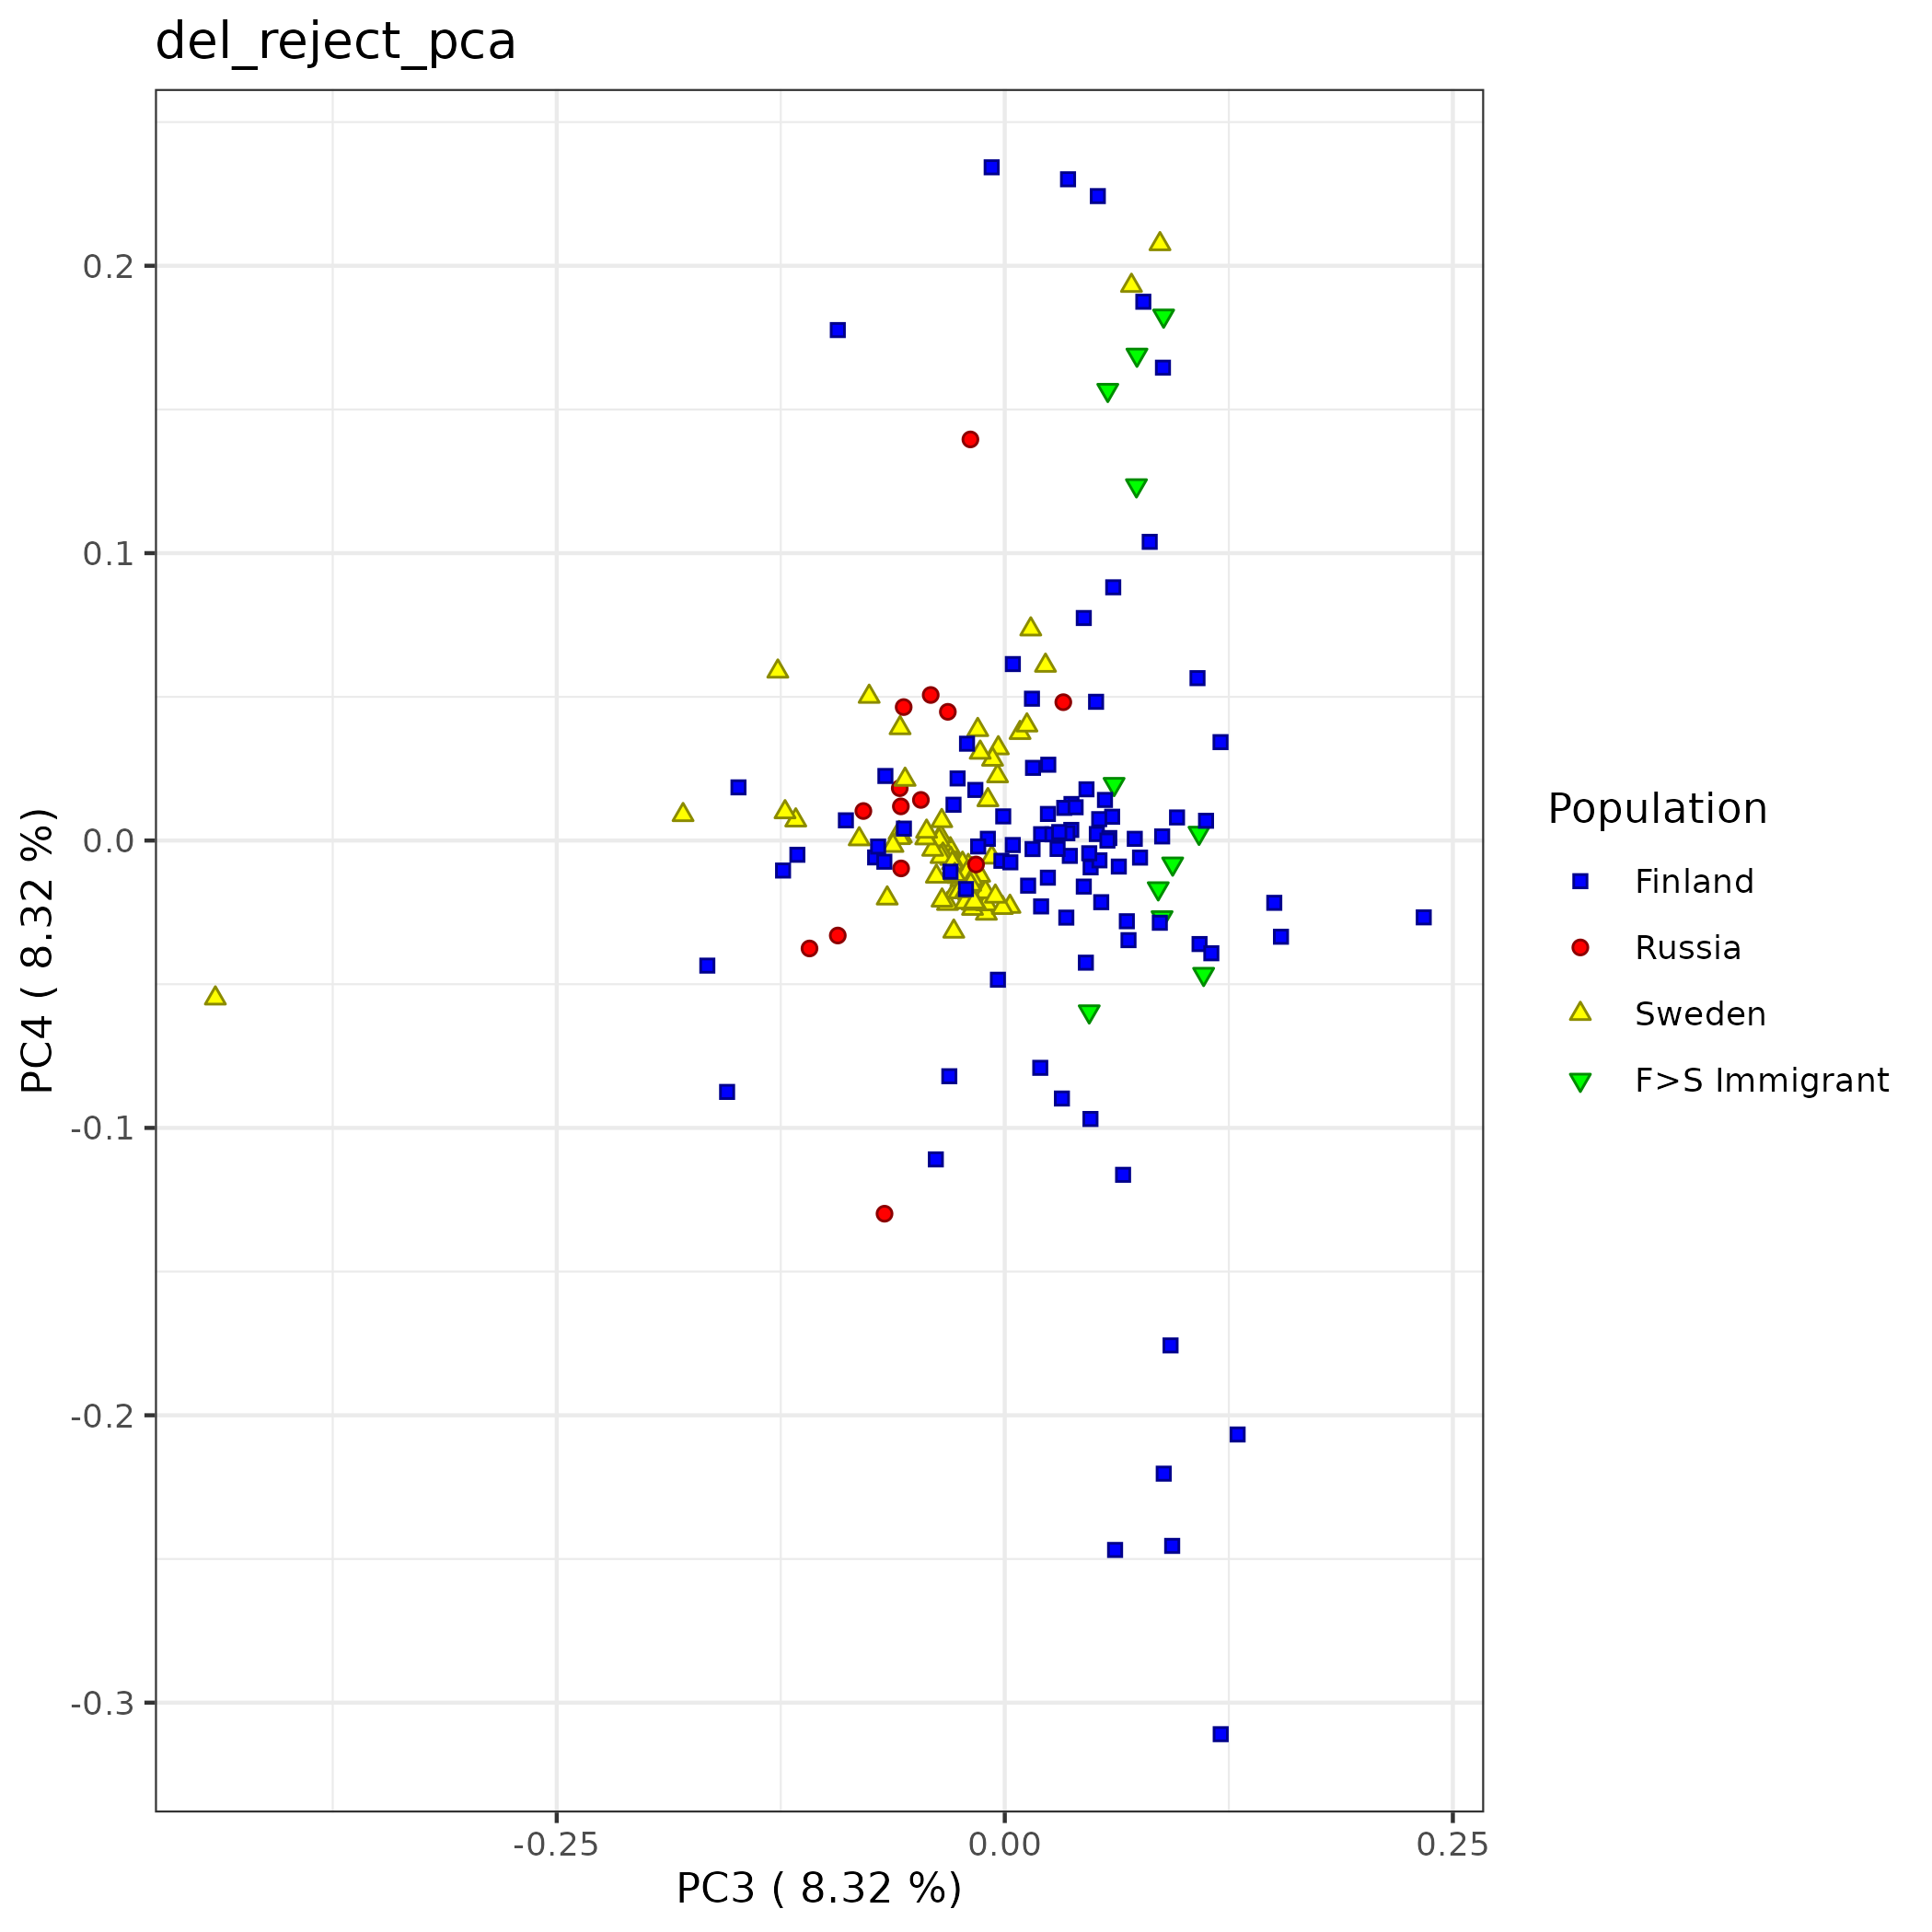 del_reject_pca
0.2
0.1
0.0
-0.1
-0.2
-0.3
PC4 ( 8.32 %)
-0.25
0.00
0.25
PC3 ( 8.32 %)
Population
Finland
Russia
Sweden
F>S Immigrant